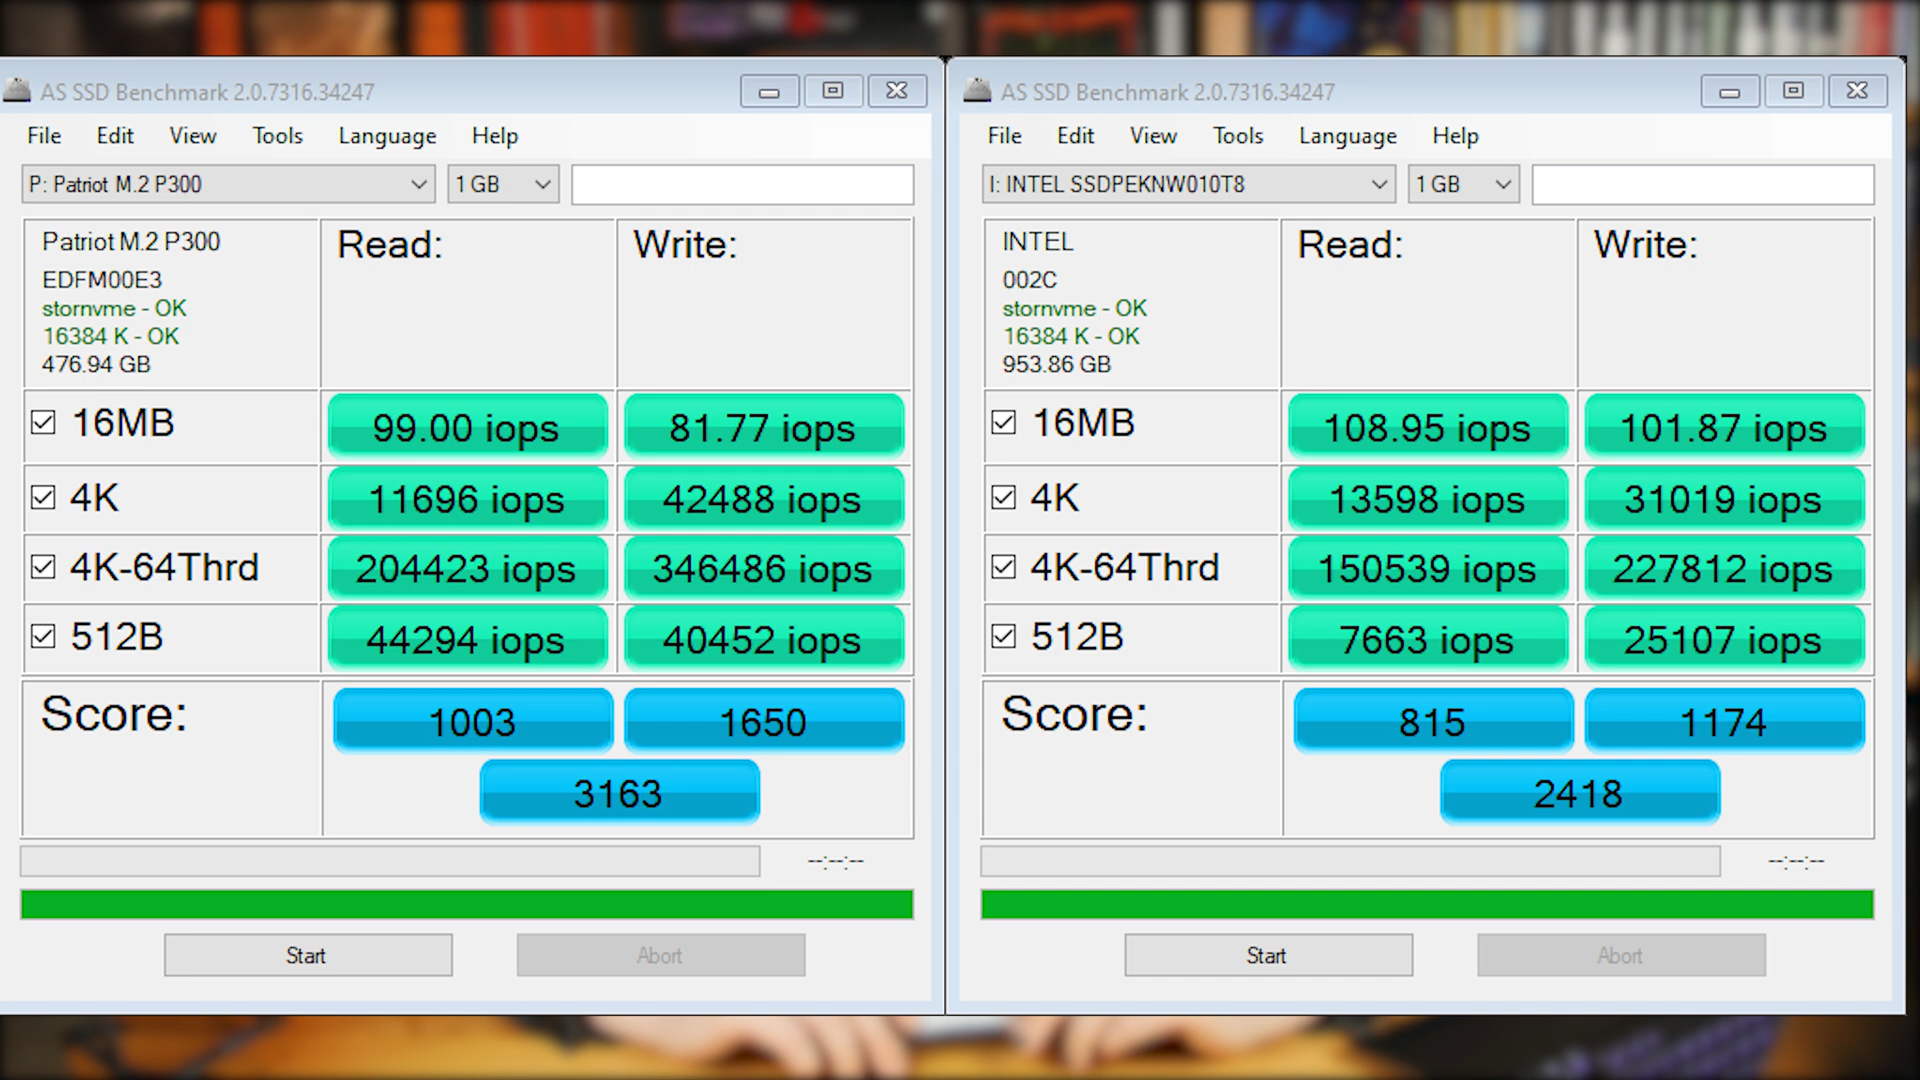 AS SSD Benchmark 2.0.7316.34247
File Edit View Tools Language Help
P: Patriot M.2 P300 1 GB
Patriot M.2 P300
EDFM00E3
stornvme - OK
16384 K - OK
476.94 GB
Read: Write:
16MB 99.00 iops 81.77 iops
4K 11696 iops 42488 iops
4K-64Thrd 204423 iops 346486 iops
512B 44294 iops 40452 iops
Score: 1003 1650
3163
--:--:--
Start Abort
AS SSD Benchmark 2.0.7316.34247
File Edit View Tools Language Help
I: INTEL SSDPEKNW010T8 1 GB
INTEL
002C
stornvme - OK
16384 K - OK
953.86 GB
Read: Write:
16MB 108.95 iops 101.87 iops
4K 13598 iops 31019 iops
4K-64Thrd 150539 iops 227812 iops
512B 7663 iops 25107 iops
Score: 815 1174
2418
--:--:--
Start Abort